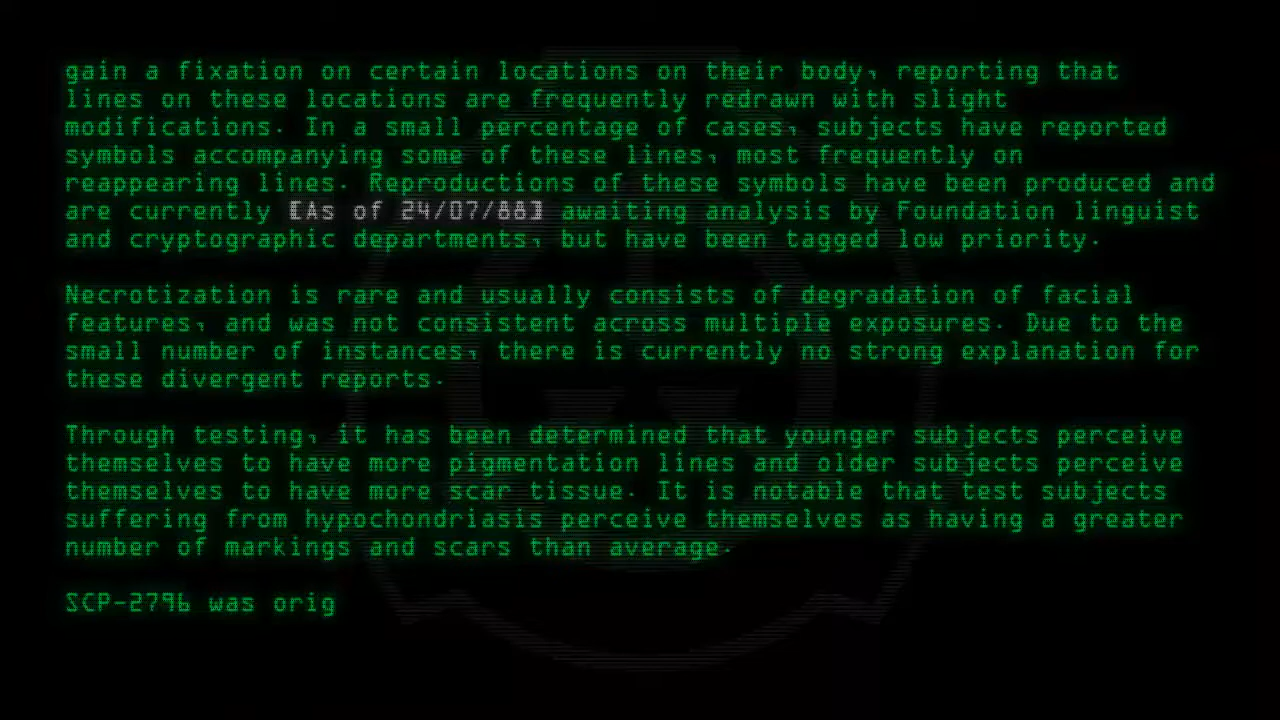 gain a fixation on certain locations on their body, reporting that
lines on these locations are frequently redrawn with slight
modifications. In a small percentage of cases, subjects have reported
symbols accompanying some of these lines, most frequently on
reappearing lines. Reproductions of these symbols have been produced and
are currently [As of 24/07/88] awaiting analysis by Foundation linguist
and cryptographic departments, but have been tagged low priority.
Necrotization is rare and usually consists of degradation of facial
features, and was not consistent across multiple exposures. Due to the
small number of instances, there is currently no strong explanation for
these divergent reports.
Through testing, it has been determined that younger subjects perceive
themselves to have more pigmentation lines and older subjects perceive
themselves to have more scar tissue. It is notable that test subjects
suffering from hypochondriasis perceive themselves as having a greater
number of markings and scars than average.
SCP-2796 was orig